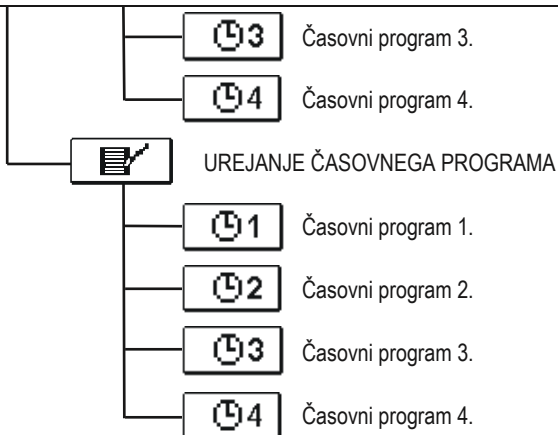 3 Časovni program 3.
4 Časovni program 4.
UREJANJE ČASOVNEGA PROGRAMA
1 Časovni program 1.
2 Časovni program 2.
3 Časovni program 3.
4 Časovni program 4.